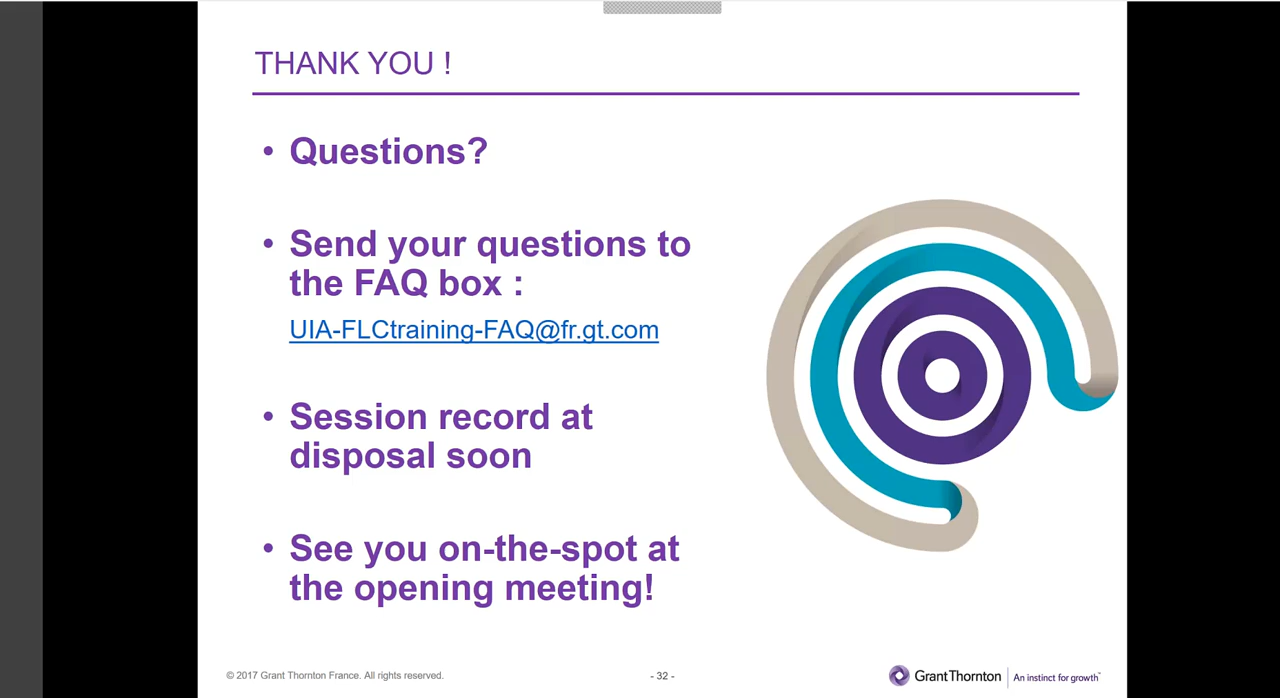 THANK YOU !
• Questions?
• Send your questions to
the FAQ box :
UIA-FLCtraining-FAQ@fr.gt.com
• Session record at
disposal soon
• See you on-the-spot at
the opening meeting!
© 2017 Grant Thornton France. All rights reserved.
- 32 -
GrantThornton
An instinct for growth™